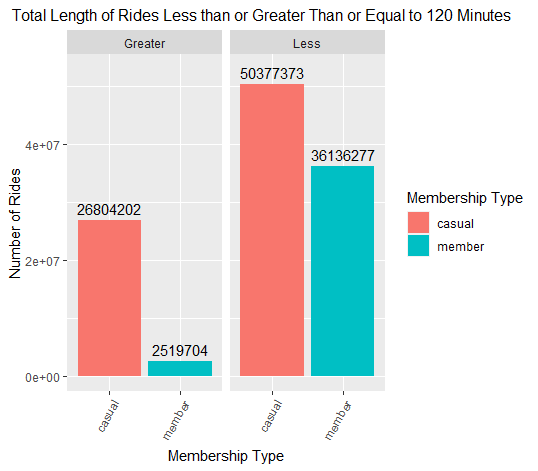 Total Length of Rides Less than or Greater Than or Equal to 120 Minutes
Greater
Less
50377373
36136277
26804202
2519704
4e+07
2e+07
0e+00
Number of Rides
casual
member
casual
member
Membership Type
Membership Type
casual
member